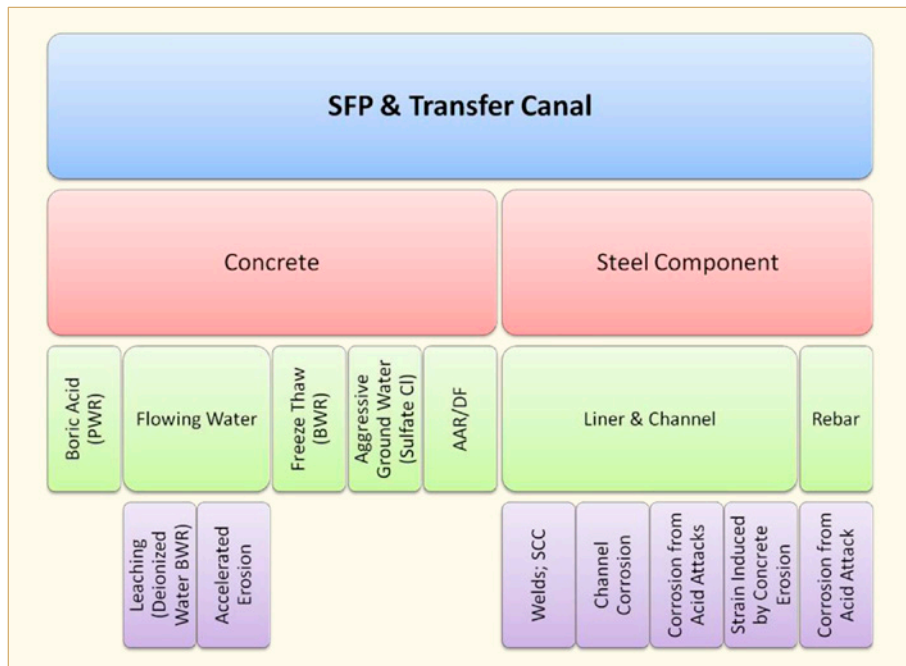 SFP & Transfer Canal
Concrete
Steel Component
Boric Acid
(PWR)
Flowing Water
Freeze Thaw
(BWR)
Aggressive
Ground Water
(Sulfate Cl)
AAR/DF
Liner & Channel
Rebar
Leaching
(Deionized
Water BWR)
Accelerated
Erosion
Welds; SCC
Channel
Corrosion
Corrosion from
Acid Attacks
Strain Induced
by Concrete
Erosion
Corrosion from
Acid Attack